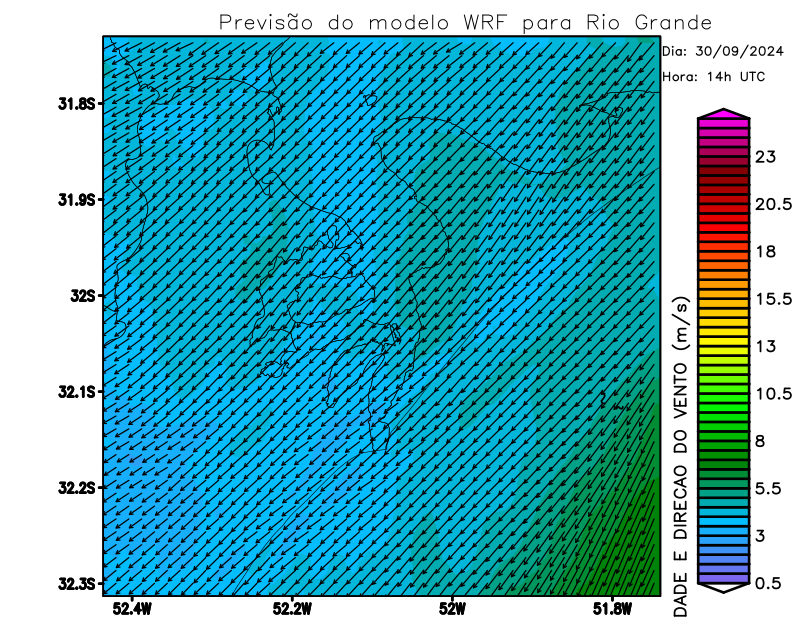 Previsão do modelo WRF para Rio Grande
Dia: 30/09/2024
Hora: 14h UTC
31.8S
31.9S
32S
32.1S
32.2S
32.3S
52.4W
52.2W
52W
51.8W
DADE E DIRECAO DO VENTO (m/s)
23
20.5
18
15.5
13
10.5
8
5.5
3
0.5